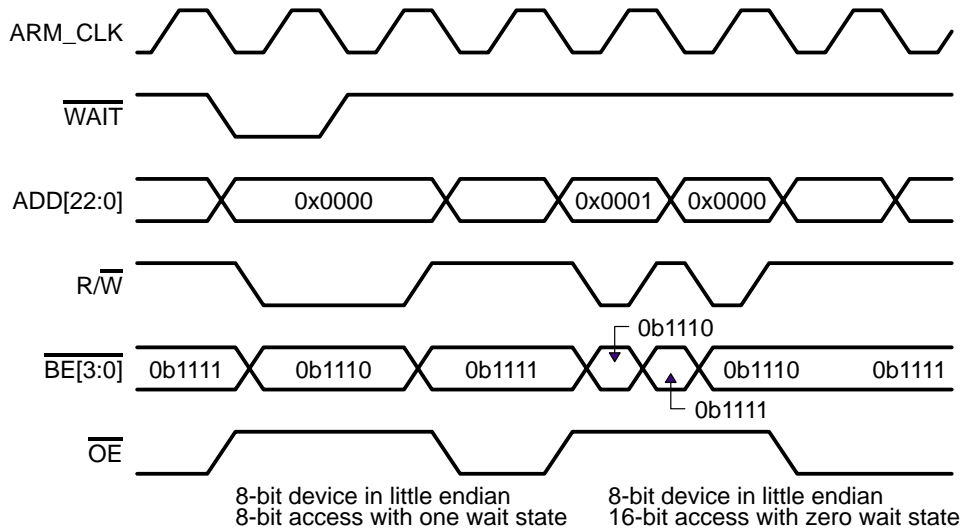 ARM_CLK
WAIT
ADD[22:0] 0x0000 0x0001 0x0000
R/W
0b1110
BE[3:0] 0b1111 0b1110 0b1111 0b1110 0b1111
0b1111
OE
8-bit device in little endian 8-bit device in little endian
8-bit access with one wait state 16-bit access with zero wait state